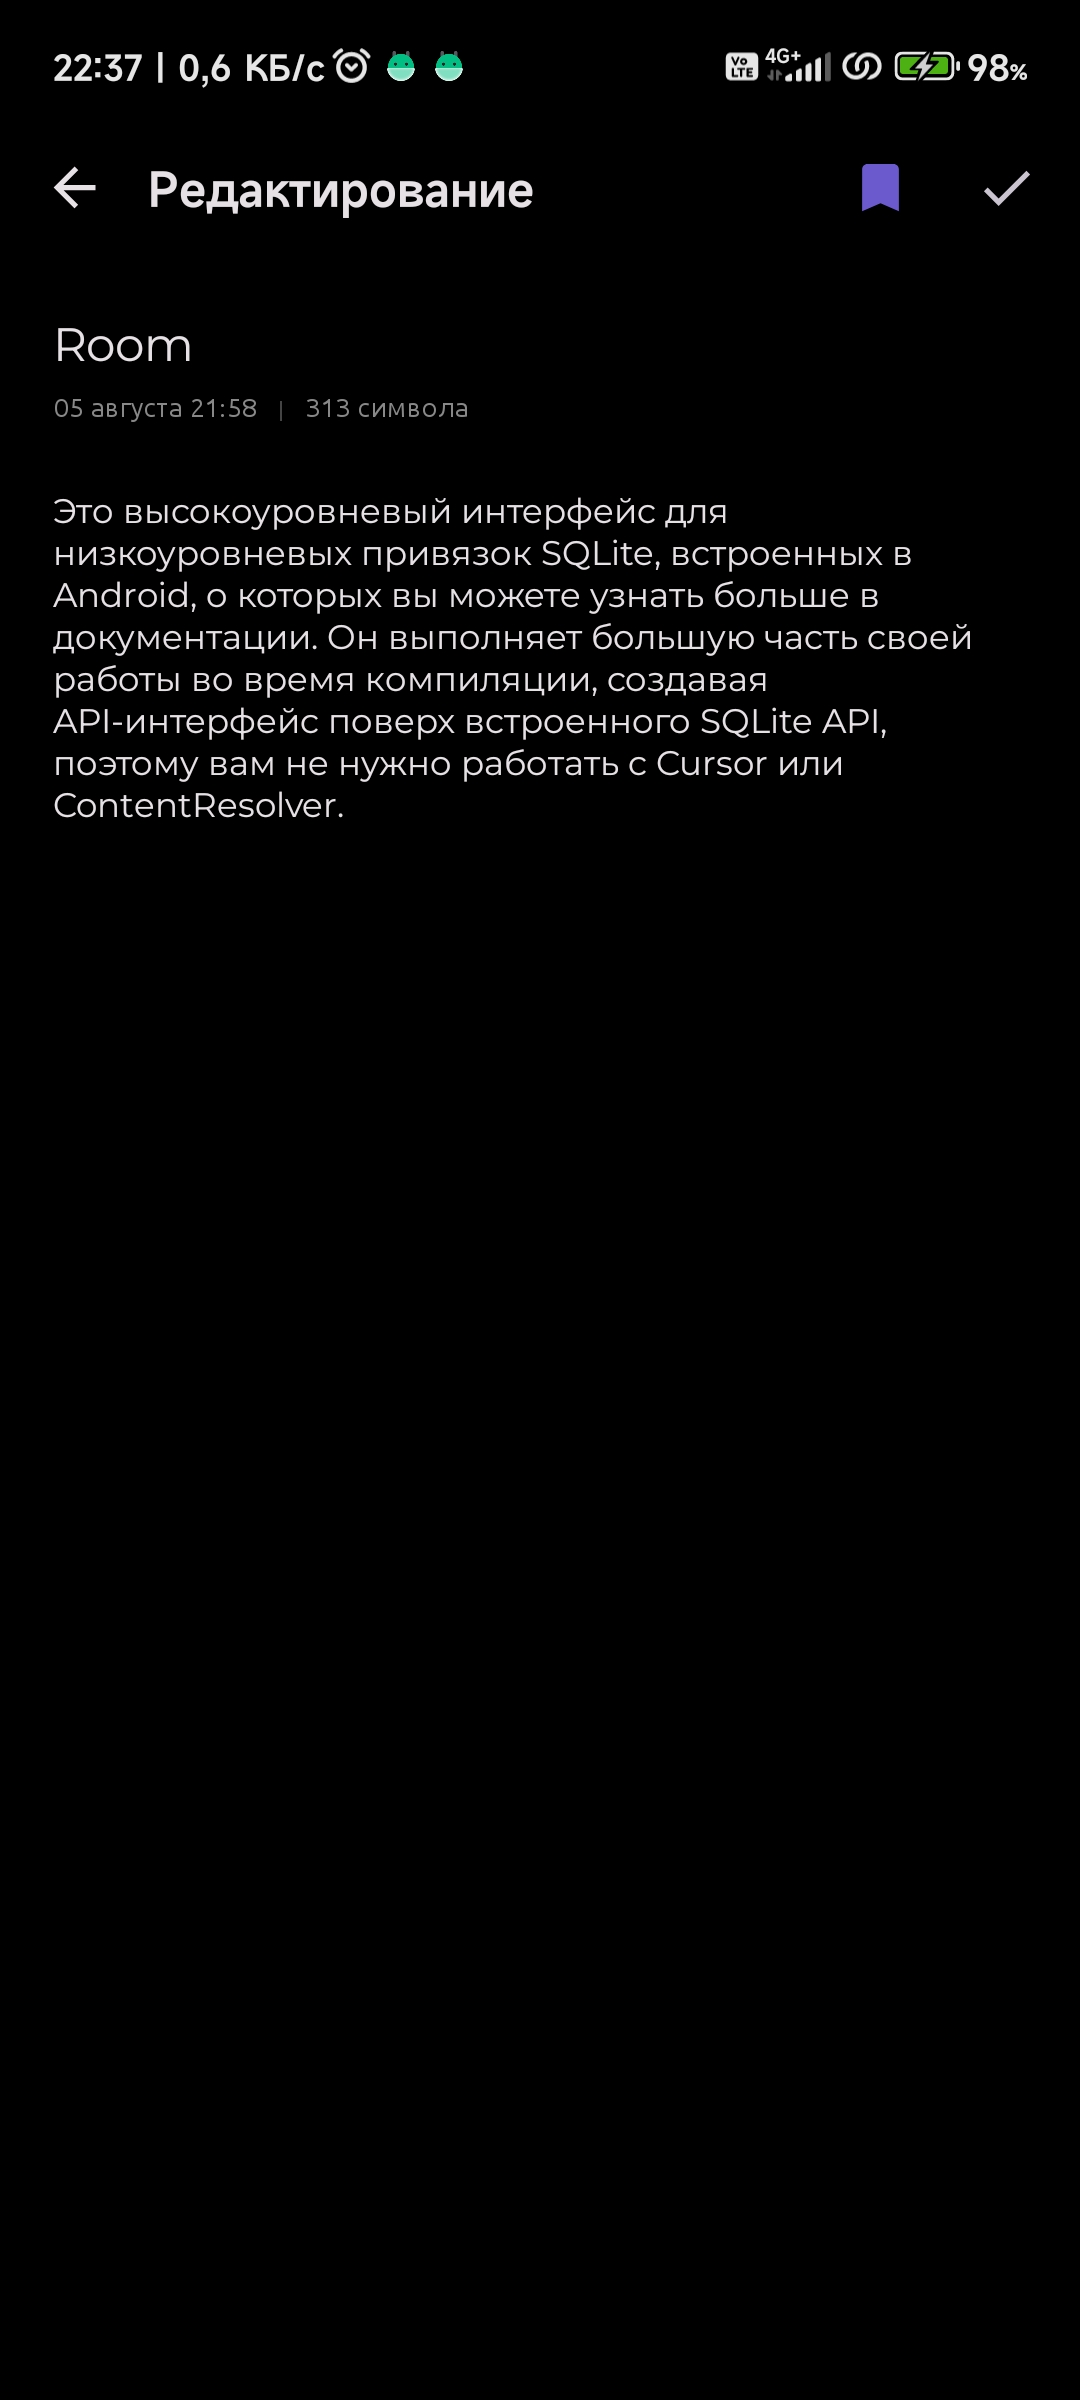 22:37 | 0,6 КБ/с VoLTE 4G+ 98%
Редактирование
Room
05 августа 21:58 | 313 символа
Это высокоуровневый интерфейс для
низкоуровневых привязок SQLite, встроенных в
Android, о которых вы можете узнать больше в
документации. Он выполняет большую часть своей
работы во время компиляции, создавая
API-интерфейс поверх встроенного SQLite API,
поэтому вам не нужно работать с Cursor или
ContentResolver.